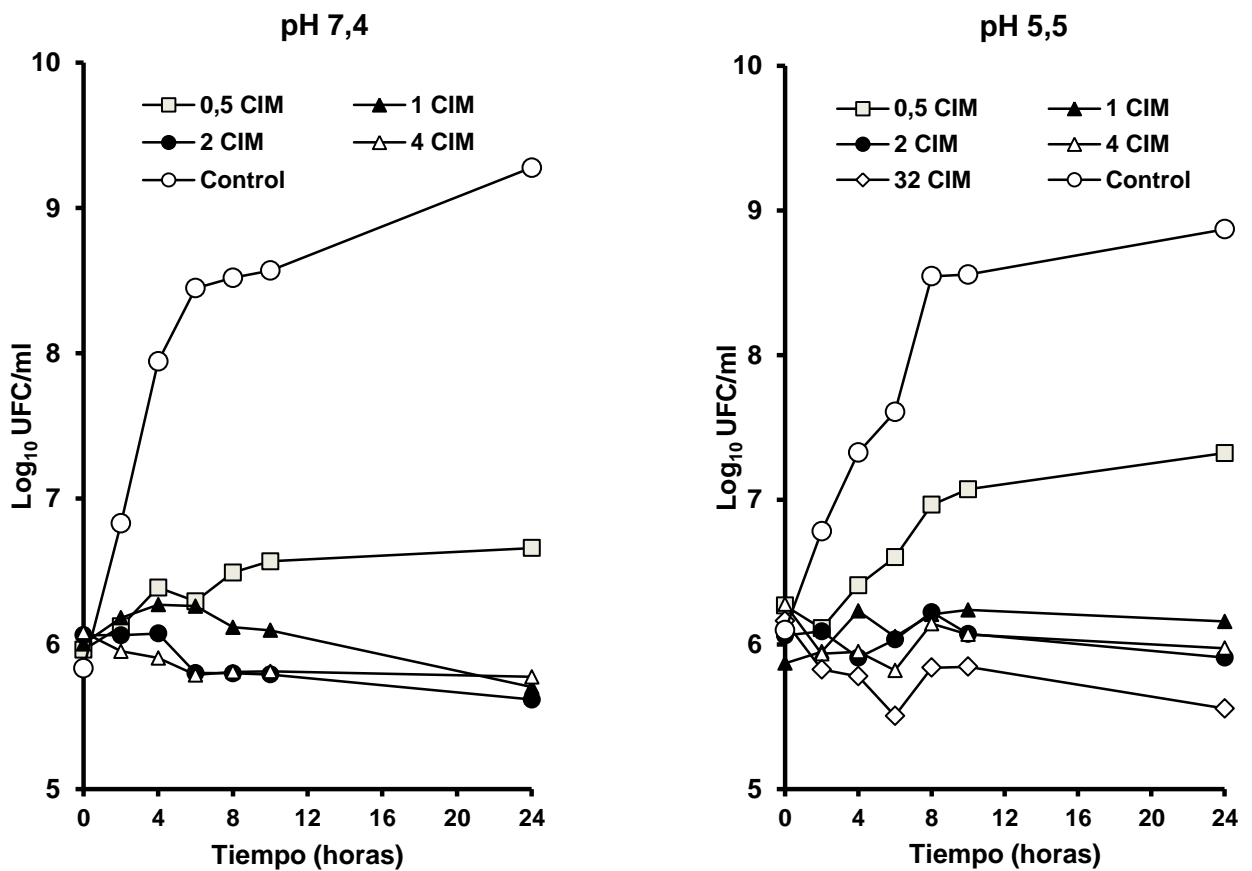 pH 7,4
10
9
8
7
6
5
Log10 UFC/ml
0,5 CIM
1 CIM
2 CIM
4 CIM
Control
0 4 8 12 16 20 24
Tiempo (horas)
pH 5,5
10
9
8
7
6
5
Log10 UFC/ml
0,5 CIM
1 CIM
2 CIM
4 CIM
32 CIM
Control
0 4 8 12 16 20 24
Tiempo (horas)